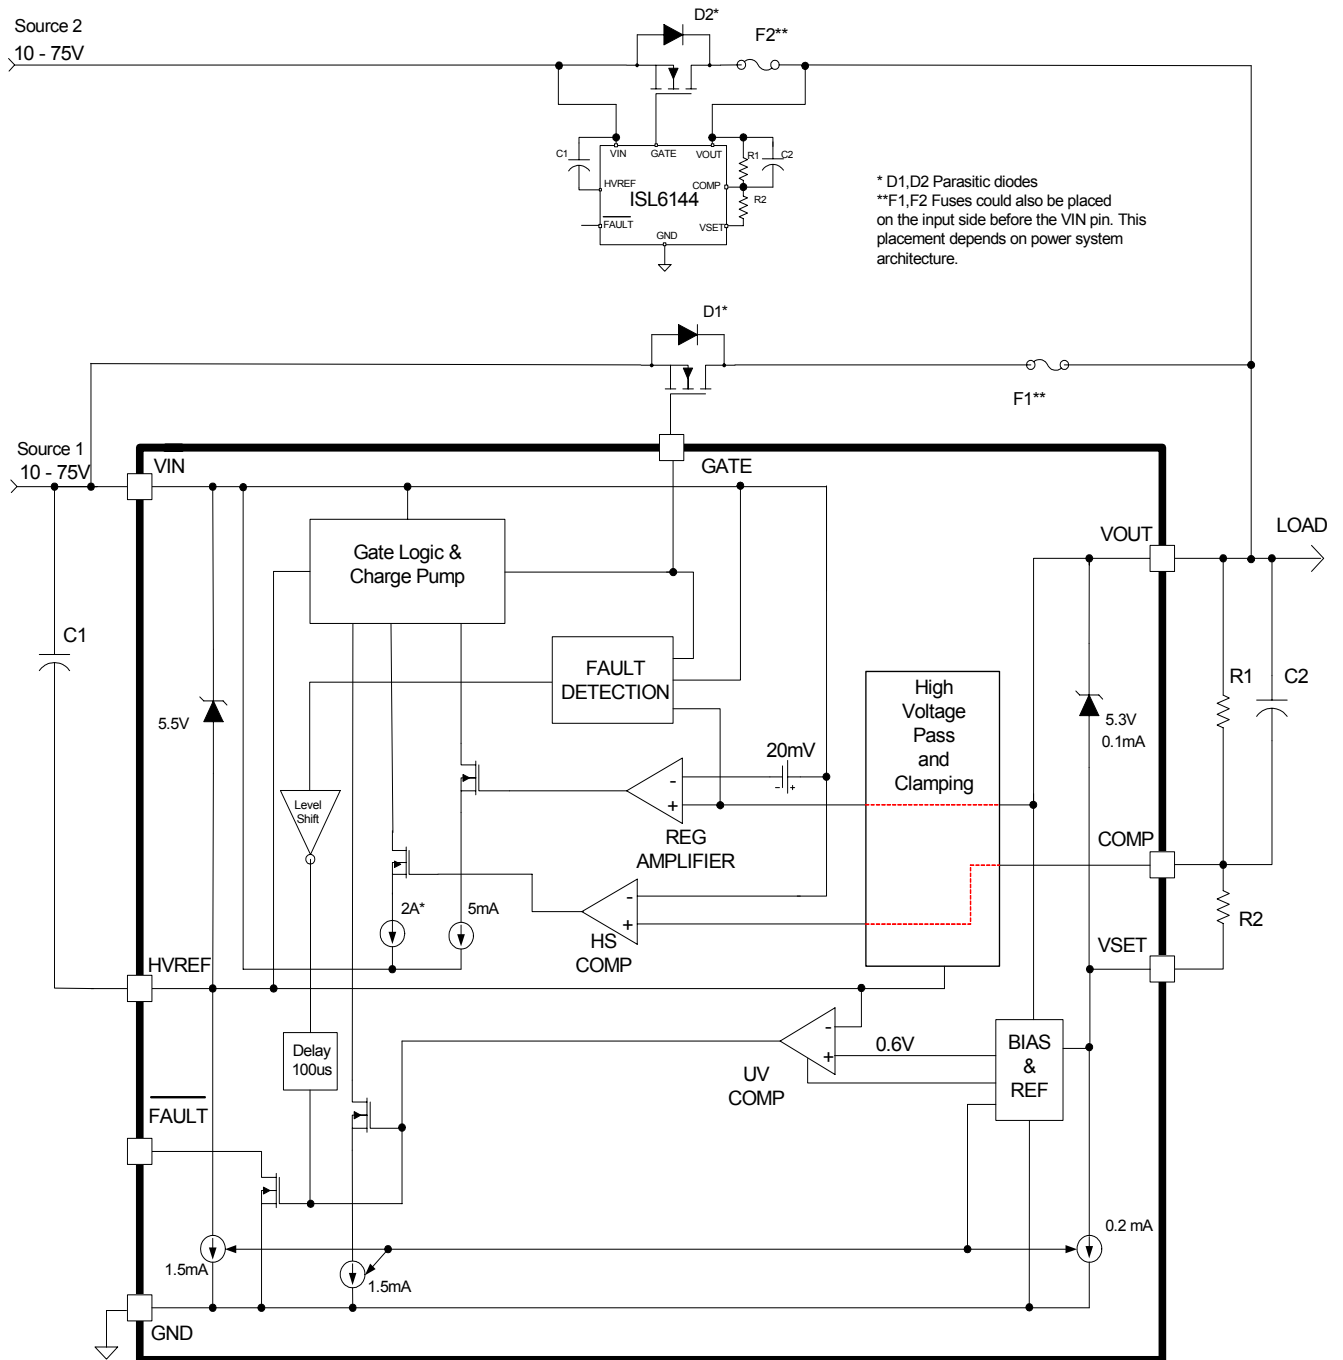 Source 2
10 - 75V
D2*
F2**
C1
VIN
GATE
VOUT
R1
C2
HVREF
COMP
ISL6144
R2
FAULT
VSET
GND
* D1,D2 Parasitic diodes
**F1,F2 Fuses could also be placed
on the input side before the VIN pin. This
placement depends on power system
architecture.
D1*
F1**
Source 1
10 - 75V
VIN
GATE
VOUT
LOAD
Gate Logic &
Charge Pump
C1
FAULT
DETECTION
High
Voltage
Pass
and
Clamping
R1
C2
5.5V
5.3V
0.1mA
20mV
- +
Level
Shift
-
+
REG
AMPLIFIER
COMP
2A*
5mA
-
+
HS
COMP
R2
VSET
HVREF
Delay
100us
-
+
0.6V
BIAS
&
REF
UV
COMP
FAULT
0.2 mA
1.5mA
1.5mA
GND